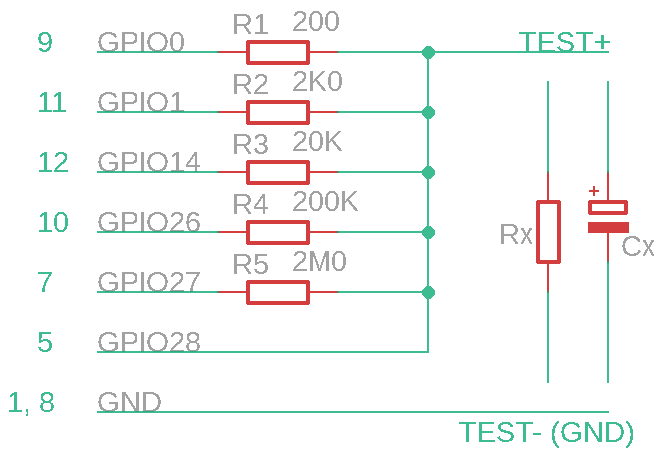 R1 200
9 GPIO0 TEST+
R2 2K0
11 GPIO1
R3 20K
12 GPIO14
R4 200K
10 GPIO26
Rx + Cx
R5 2M0
7 GPIO27
5 GPIO28
1, 8 GND
TEST- (GND)